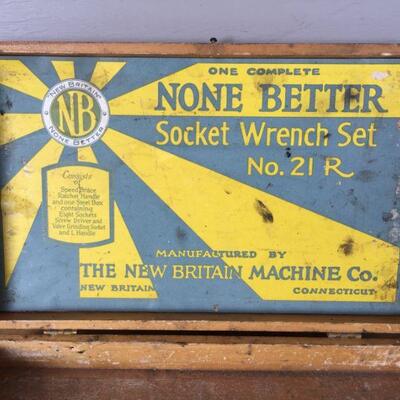 ONE COMPLETE
NONE BETTER
Socket Wrench Set
No. 21 R
NEW BRITAIN
NB
NONE BETTER
Consists
of
Speed Brace
Ratchet Handle
and one Steel Box
containing
Eight Sockets
Screw Driver and
Valve Grinding Socket
and L Handle
MANUFACTURED BY
THE NEW BRITAIN MACHINE CO.
NEW BRITAIN
CONNECTICUT